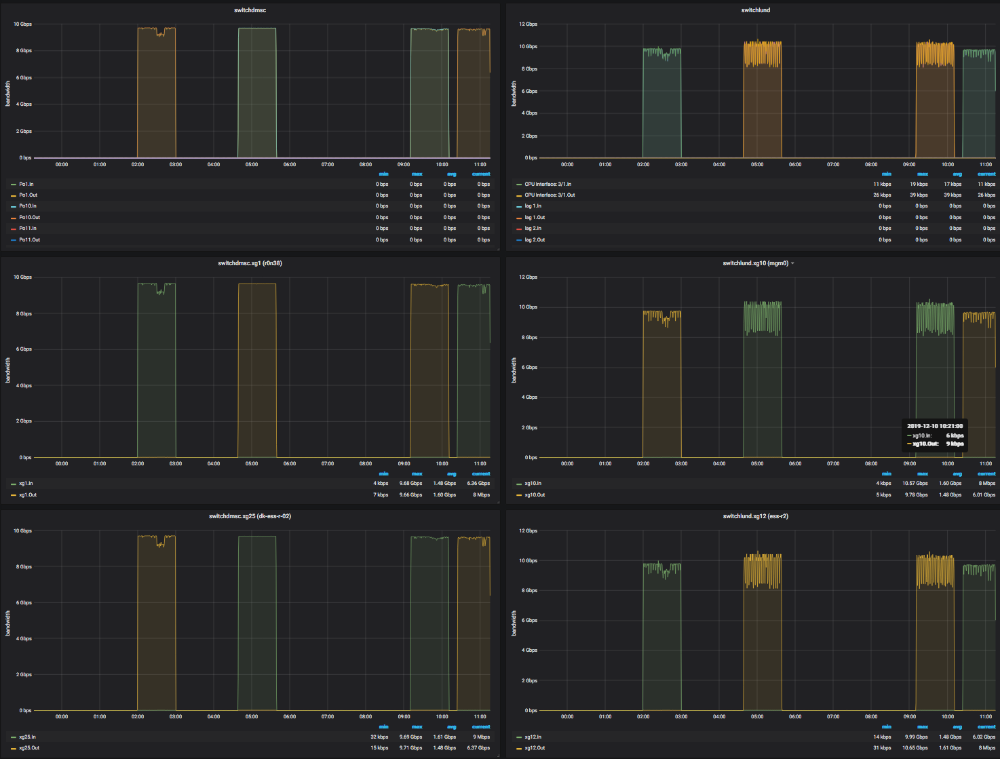 switchdmsc
10 Gbps
8 Gbps
6 Gbps
4 Gbps
2 Gbps
0 bps
bandwidth
00:00 01:00 02:00 03:00 04:00 05:00 06:00 07:00 08:00 09:00 10:00 11:00
min max avg current
Po1.In 0 bps 0 bps 0 bps 0 bps
Po1.Out 0 bps 0 bps 0 bps 0 bps
Po10.In 0 bps 0 bps 0 bps 0 bps
Po10.Out 0 bps 0 bps 0 bps 0 bps
Po11.In 0 bps 0 bps 0 bps 0 bps
Po11.Out 0 bps 0 bps 0 bps 0 bps
switchlund
12 Gbps
10 Gbps
8 Gbps
6 Gbps
4 Gbps
2 Gbps
0 bps
bandwidth
00:00 01:00 02:00 03:00 04:00 05:00 06:00 07:00 08:00 09:00 10:00 11:00
min max avg current
CPU Interface: 3/1.In 11 kbps 19 kbps 17 kbps 11 kbps
CPU Interface: 3/1.Out 26 kbps 39 kbps 39 kbps 26 kbps
lag 1.In 0 bps 0 bps 0 bps 0 bps
lag 1.Out 0 bps 0 bps 0 bps 0 bps
lag 2.In 0 bps 0 bps 0 bps 0 bps
lag 2.Out 0 bps 0 bps 0 bps 0 bps
switchdmsc.xg1 (r0n38)
10 Gbps
8 Gbps
6 Gbps
4 Gbps
2 Gbps
0 bps
bandwidth
00:00 01:00 02:00 03:00 04:00 05:00 06:00 07:00 08:00 09:00 10:00 11:00
min max avg current
xg1.In 4 kbps 9.68 Gbps 1.48 Gbps 6.36 Gbps
xg1.Out 7 kbps 9.66 Gbps 1.60 Gbps 8 Mbps
switchlund.xg10 (mgm0)
12 Gbps
10 Gbps
8 Gbps
6 Gbps
4 Gbps
2 Gbps
0 bps
bandwidth
2019-12-10 10:21:00
xg10.In: 6 kbps
xg10.Out: 9 kbps
00:00 01:00 02:00 03:00 04:00 05:00 06:00 07:00 08:00 09:00 10:00 11:00
min max avg current
xg10.In 4 kbps 10.57 Gbps 1.60 Gbps 8 Mbps
xg10.Out 5 kbps 9.78 Gbps 1.48 Gbps 6.01 Gbps
switchdmsc.xg25 (dk-ess-r-02)
10 Gbps
8 Gbps
6 Gbps
4 Gbps
2 Gbps
0 bps
bandwidth
00:00 01:00 02:00 03:00 04:00 05:00 06:00 07:00 08:00 09:00 10:00 11:00
min max avg current
xg25.In 32 kbps 9.69 Gbps 1.61 Gbps 9 Mbps
xg25.Out 15 kbps 9.71 Gbps 1.48 Gbps 6.37 Gbps
switchlund.xg12 (ess-r2)
12 Gbps
10 Gbps
8 Gbps
6 Gbps
4 Gbps
2 Gbps
0 bps
bandwidth
00:00 01:00 02:00 03:00 04:00 05:00 06:00 07:00 08:00 09:00 10:00 11:00
min max avg current
xg12.In 14 kbps 9.99 Gbps 1.48 Gbps 6.02 Gbps
xg12.Out 31 kbps 10.65 Gbps 1.61 Gbps 8 Mbps